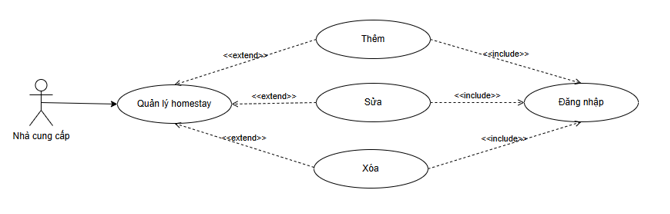 Thêm
<<extend>>
<<include>>
Nhà cung cấp
Quản lý homestay
<<extend>>
Sửa
<<include>>
Đăng nhập
<<extend>>
<<include>>
Xóa